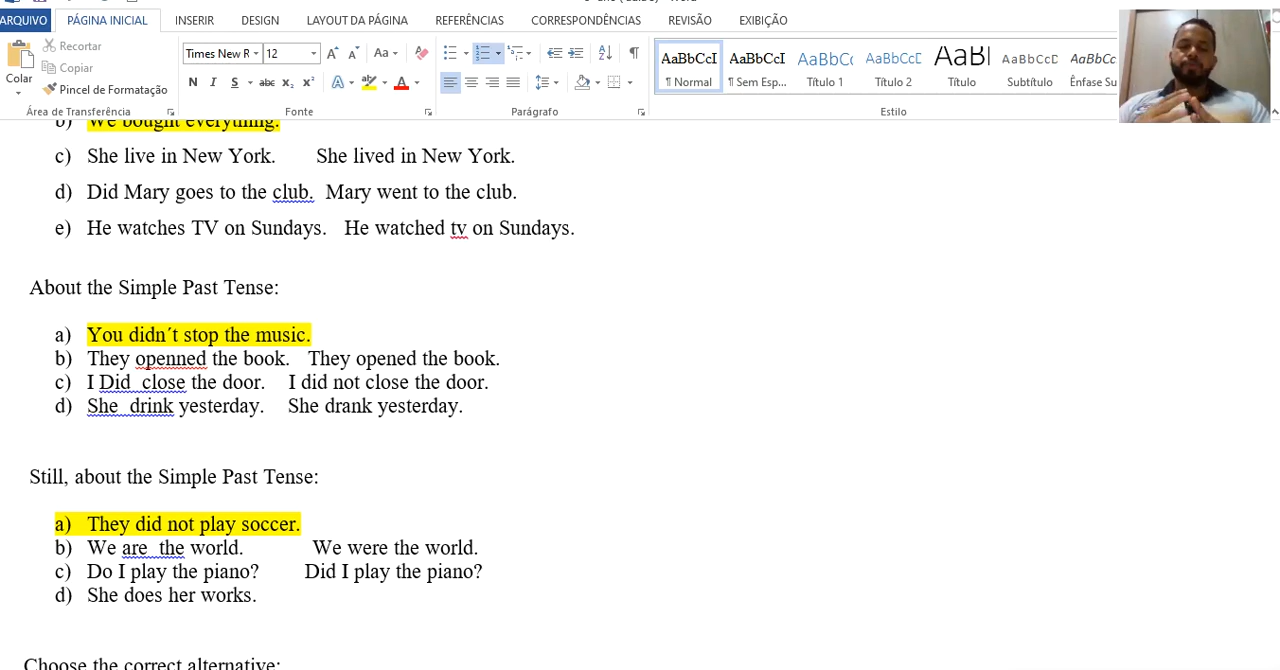 ARQUIVO PÁGINA INICIAL INSERIR DESIGN LAYOUT DA PÁGINA REFERÊNCIAS CORRESPONDÊNCIAS REVISÃO EXIBIÇÃO
Colar
Recortar
Copiar
Pincel de Formatação
Área de Transferência
Times New R 12 Aa
N I S abc x₂ x² A aby A
Fonte
Parágrafo
AaBbCcI AaBbCcI AaBbC AaBbCcD AaBl AaBbCcD AaBbCc
¶ Normal ¶ Sem Esp... Título 1 Título 2 Título Subtítulo Ênfase Su
Estilo
b) We bought everything.
c) She live in New York. She lived in New York.
d) Did Mary goes to the club. Mary went to the club.
e) He watches TV on Sundays. He watched tv on Sundays.
About the Simple Past Tense:
a) You didn´t stop the music.
b) They openned the book. They opened the book.
c) I Did close the door. I did not close the door.
d) She drink yesterday. She drank yesterday.
Still, about the Simple Past Tense:
a) They did not play soccer.
b) We are the world. We were the world.
c) Do I play the piano? Did I play the piano?
d) She does her works.
Choose the correct alternative: